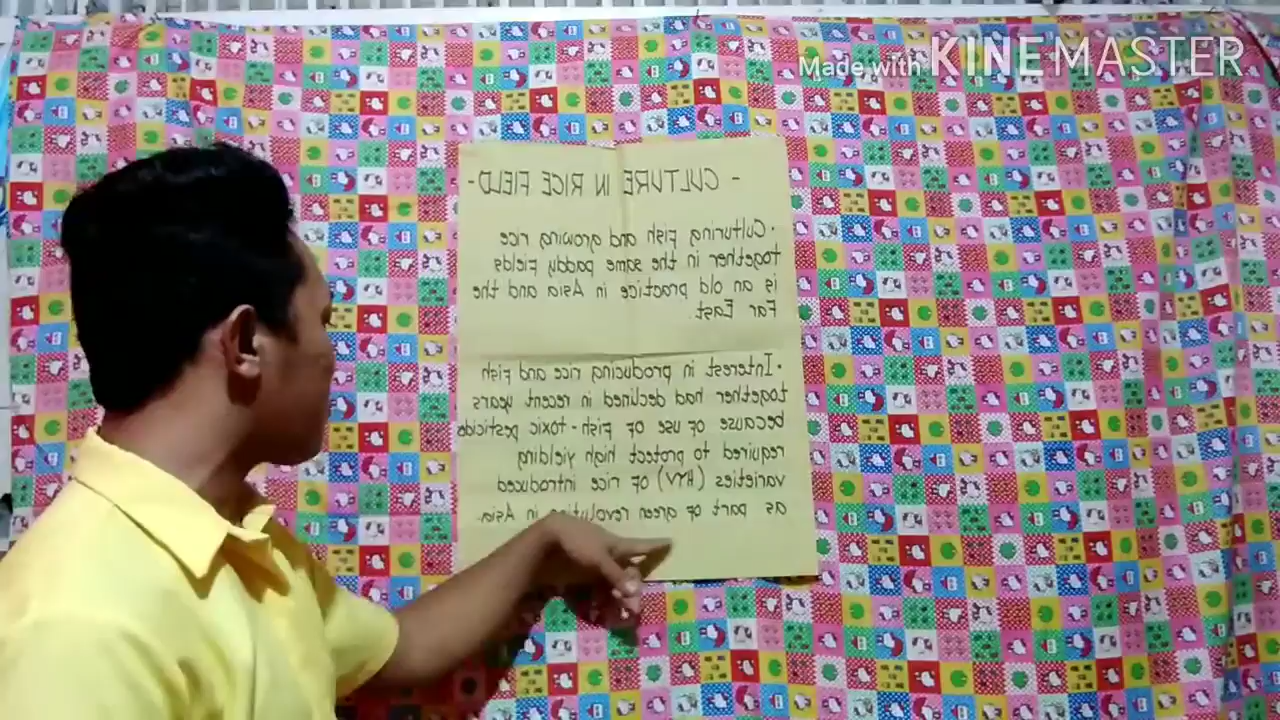 Made with KINEMASTER
- CULTURE IN RICE FIELD -
• Culturing fish and growing rice
together in the same paddy fields
is an old practice in Asia and the
Far East.
• Interest in producing rice and fish
together had declined in recent years
because of use of fish-toxic pesticide
required to protect high yielding
varieties (HYV) of rice introduced
as part of green revolution in Asia.